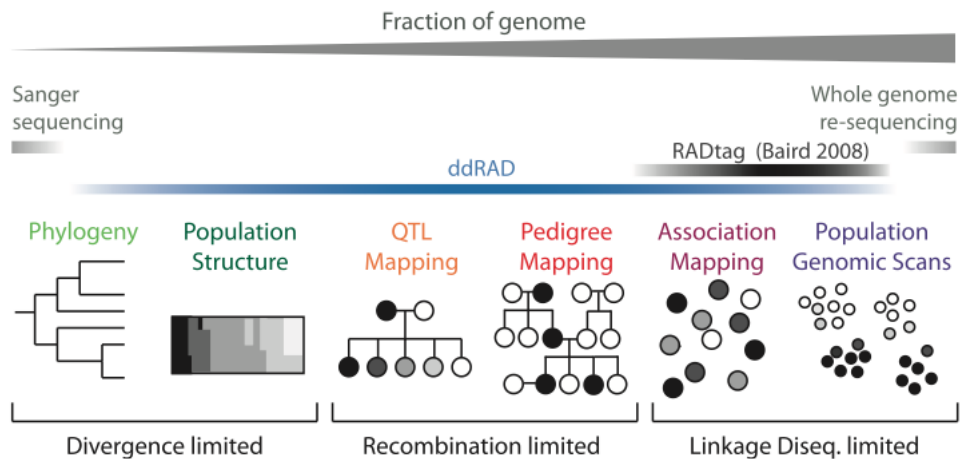 Fraction of genome
Sanger
sequencing
Whole genome
re-sequencing
RADtag (Baird 2008)
ddRAD
Phylogeny
Population
Structure
QTL
Mapping
Pedigree
Mapping
Association
Mapping
Population
Genomic Scans
Divergence limited
Recombination limited
Linkage Diseq. limited